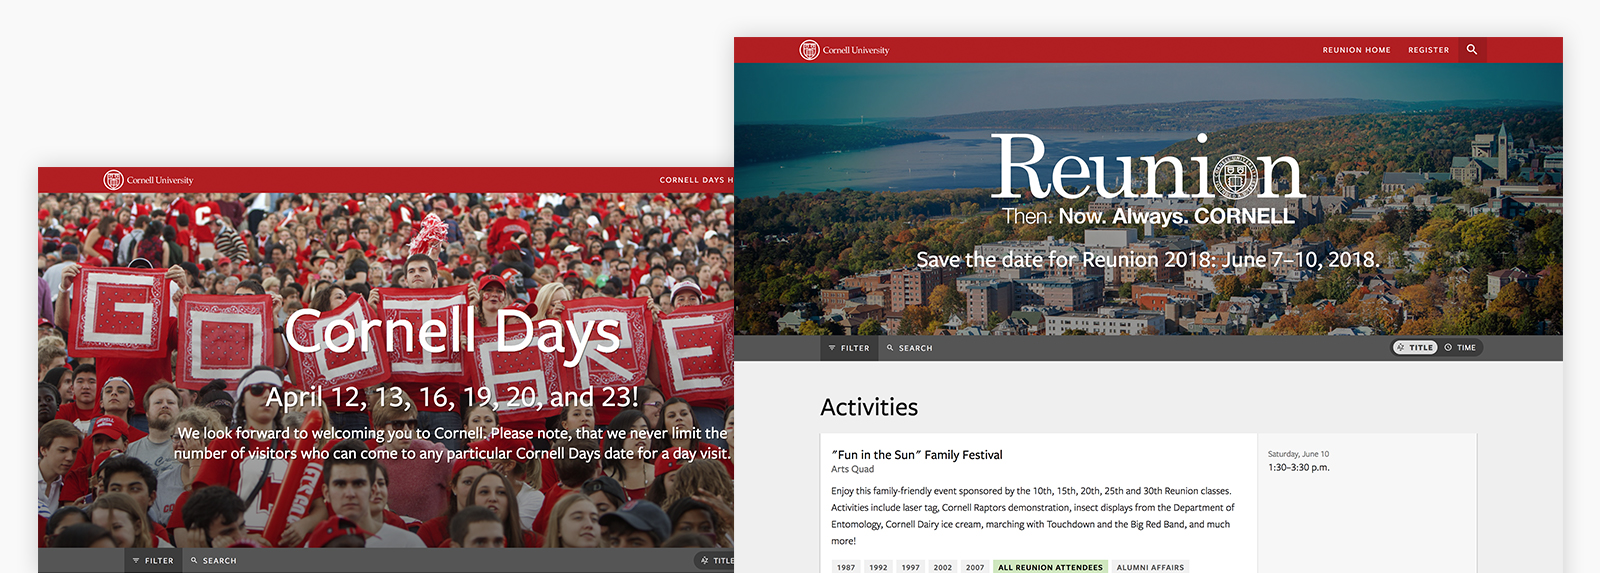 Cornell University
CORNELL DAYS H
GO BIG RED
Cornell Days
April 12, 13, 16, 19, 20, and 23!
We look forward to welcoming you to Cornell. Please note, that we never limit the
number of visitors who can come to any particular Cornell Days date for a day visit.
FILTER
SEARCH
TITLE
Cornell University
REUNION HOME
REGISTER
Reunion
Then. Now. Always. CORNELL
Save the date for Reunion 2018: June 7–10, 2018.
FILTER
SEARCH
TITLE
TIME
Activities
"Fun in the Sun" Family Festival
Arts Quad
Enjoy this family-friendly event sponsored by the 10th, 15th, 20th, 25th and 30th Reunion classes.
Activities include laser tag, Cornell Raptors demonstration, insect displays from the Department of
Entomology, Cornell Dairy ice cream, marching with Touchdown and the Big Red Band, and much
more!
1987 1992 1997 2002 2007 ALL REUNION ATTENDEES ALUMNI AFFAIRS
Saturday, June 10
1:30–3:30 p.m.